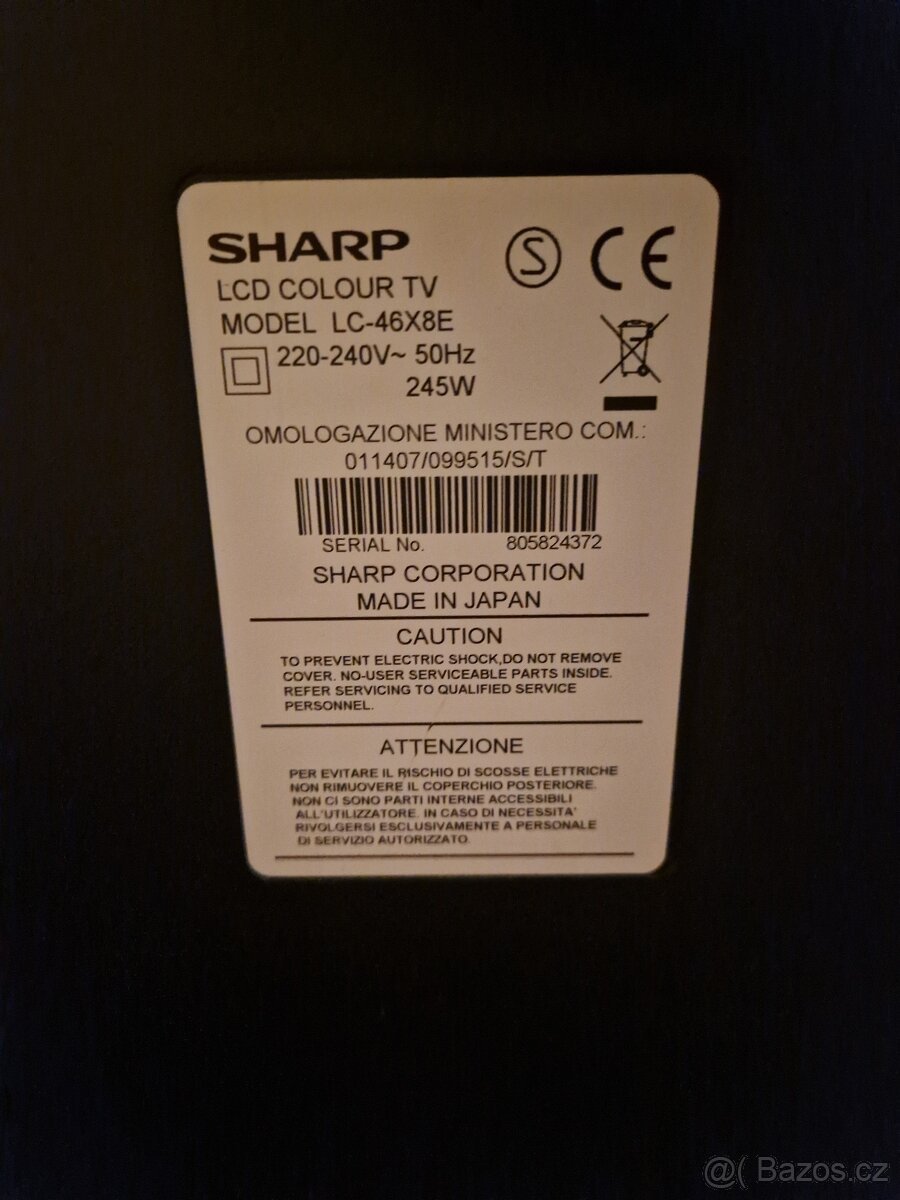 SHARP
S CE
LCD COLOUR TV
MODEL LC-46X8E
220-240V~ 50Hz
245W
OMOLOGAZIONE MINISTERO COM.:
011407/099515/S/T
SERIAL No. 805824372
SHARP CORPORATION
MADE IN JAPAN
CAUTION
TO PREVENT ELECTRIC SHOCK,DO NOT REMOVE
COVER. NO-USER SERVICEABLE PARTS INSIDE.
REFER SERVICING TO QUALIFIED SERVICE
PERSONNEL.
ATTENZIONE
PER EVITARE IL RISCHIO DI SCOSSE ELETTRICHE
NON RIMUOVERE IL COPERCHIO POSTERIORE.
NON CI SONO PARTI INTERNE ACCESSIBILI
ALL'UTILIZZATORE. IN CASO DI NECESSITA'
RIVOLGERSI ESCLUSIVAMENTE A PERSONALE
DI SERVIZIO AUTORIZZATO.
@( Bazos.cz